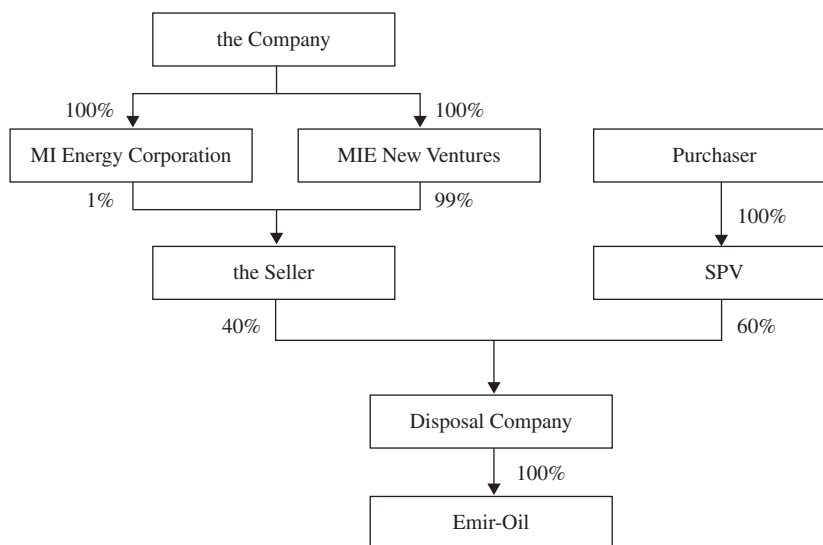 the Company
100%
100%
MI Energy Corporation
MIE New Ventures
Purchaser
1%
99%
100%
the Seller
SPV
40%
60%
Disposal Company
100%
Emir-Oil